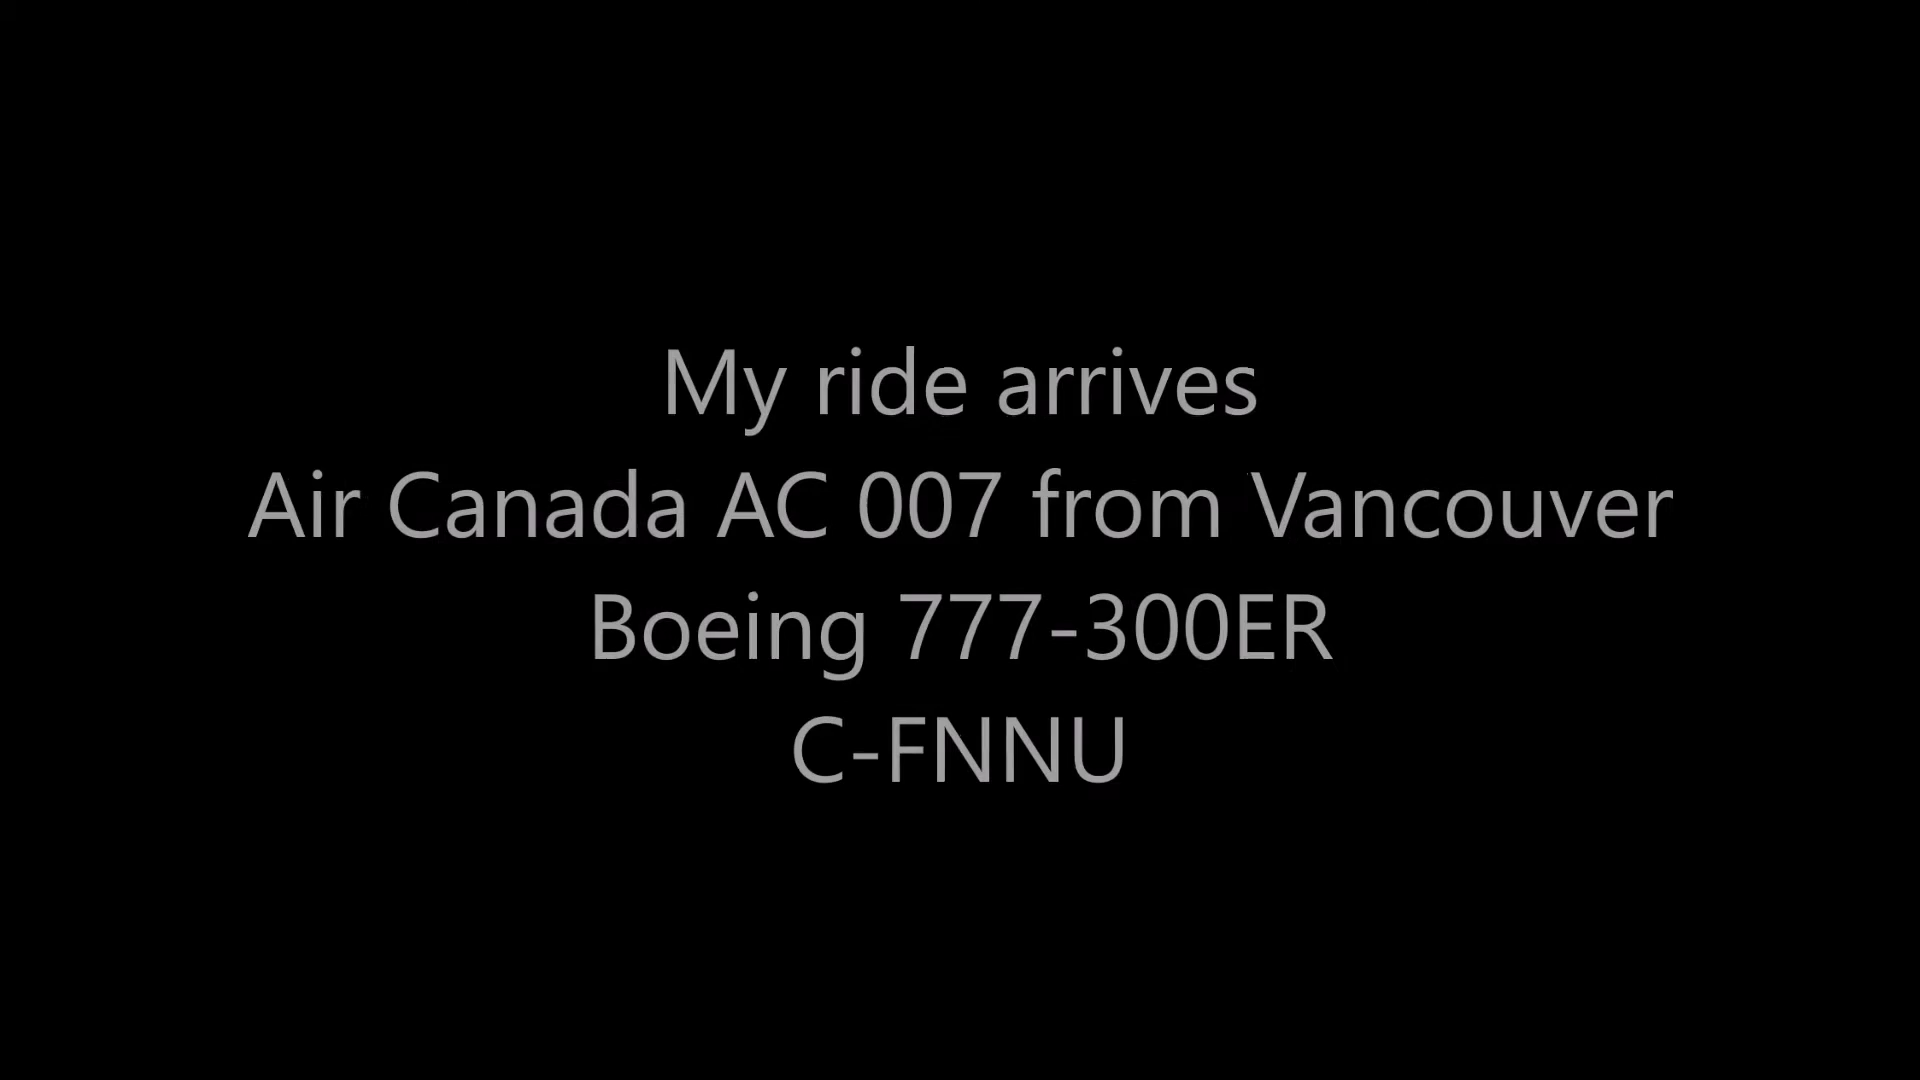 My ride arrives
Air Canada AC 007 from Vancouver
Boeing 777-300ER
C-FNNU